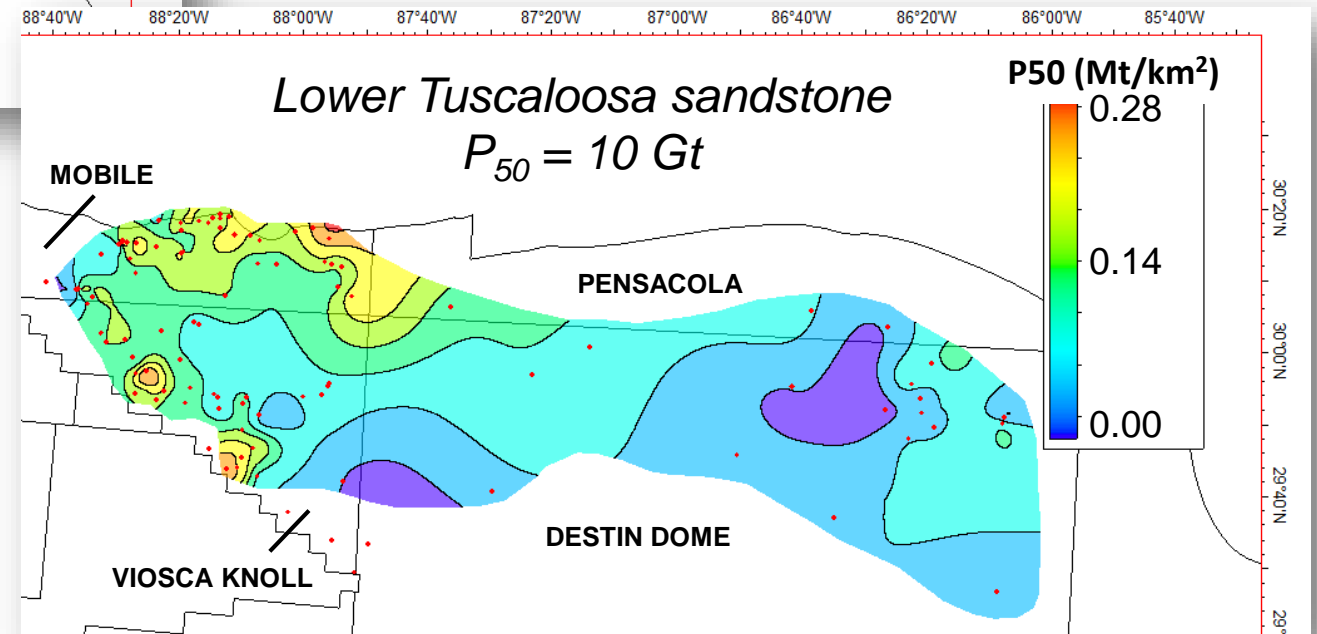 88°40'W 88°20'W 88°00'W 87°40'W 87°20'W 87°00'W 86°40'W 86°20'W 86°00'W 85°40'W
P50 (Mt/km²)
Lower Tuscaloosa sandstone
P₅₀ = 10 Gt
0.28
MOBILE
30°20'N
0.14
PENSACOLA
30°00'N
0.00
29°40'N
DESTIN DOME
VIOSCA KNOLL
29°